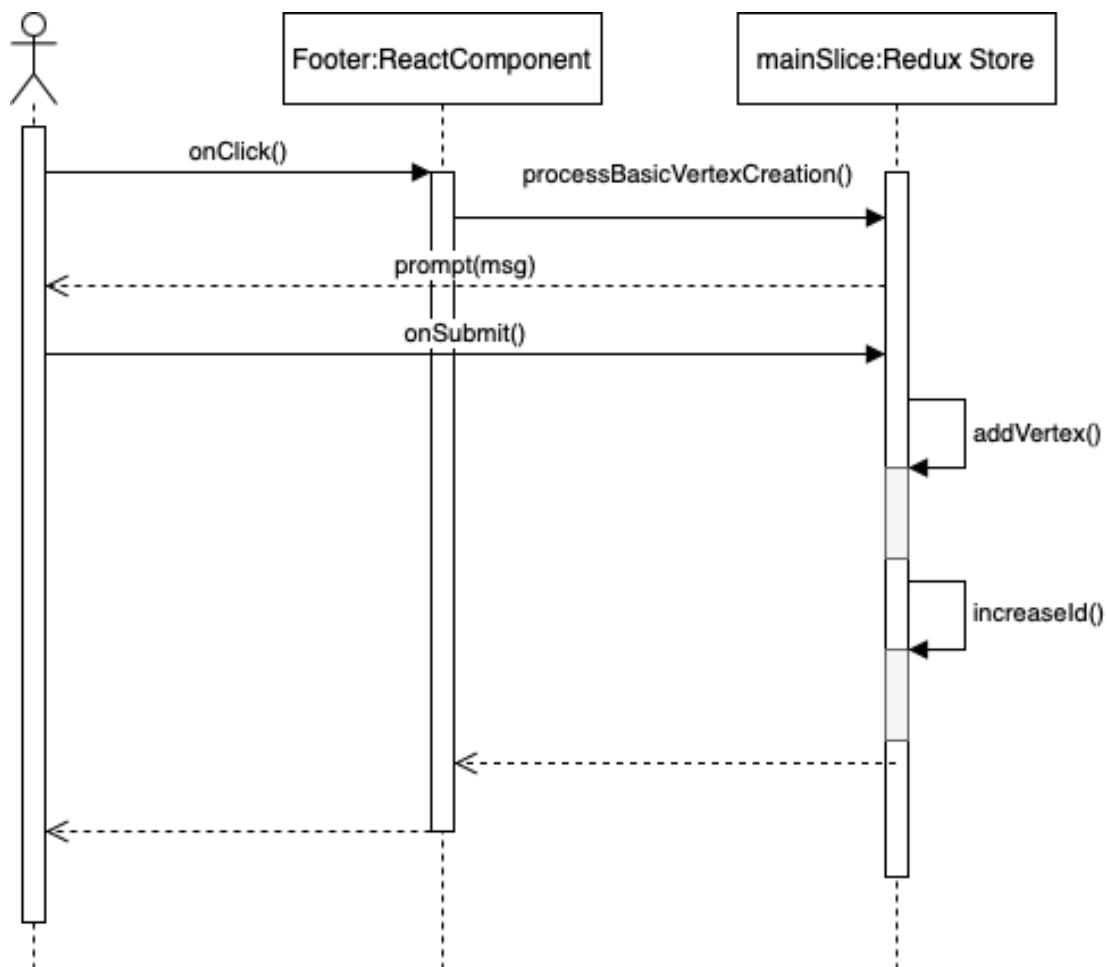 Footer:ReactComponent
mainSlice:Redux Store
onClick()
processBasicVertexCreation()
prompt(msg)
onSubmit()
addVertex()
increaseId()